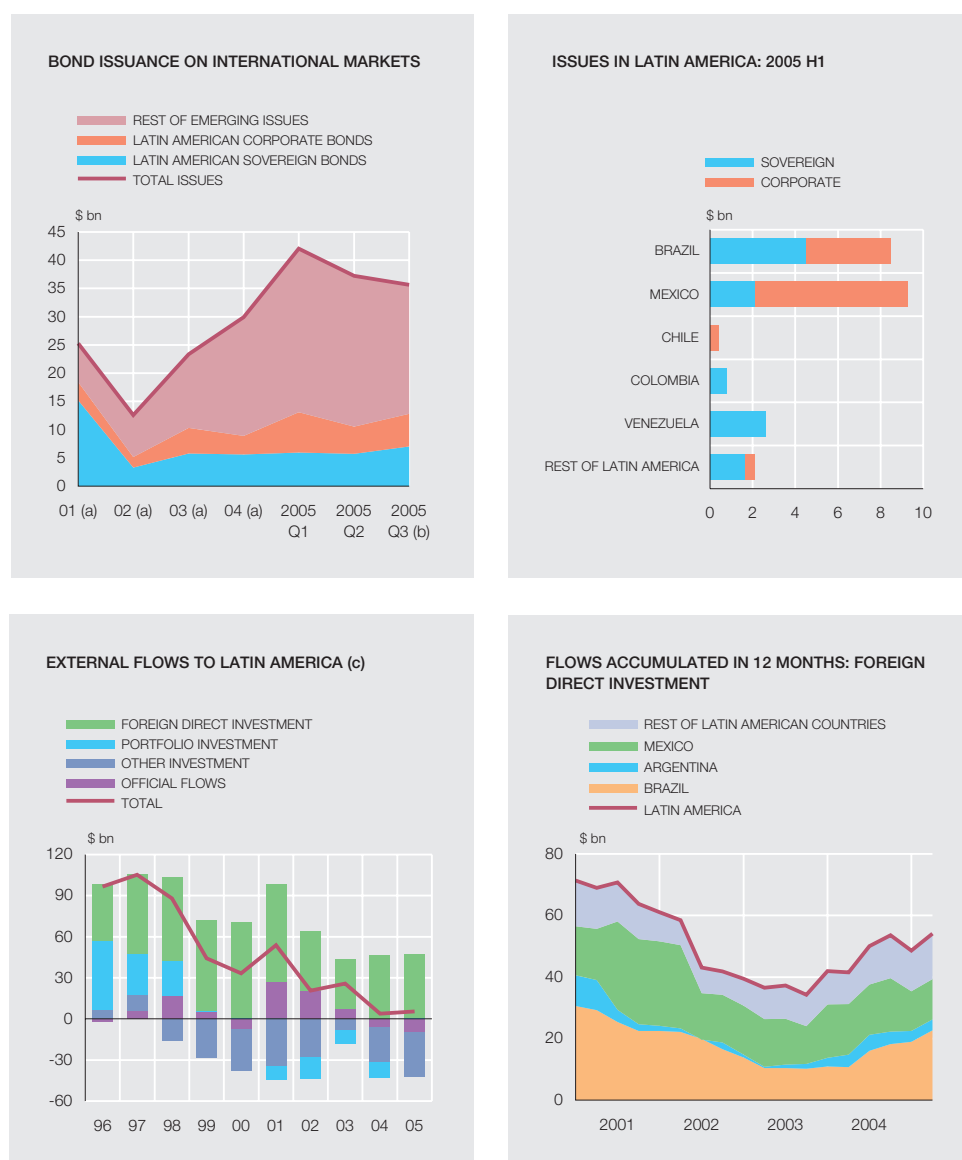 BOND ISSUANCE ON INTERNATIONAL MARKETS
REST OF EMERGING ISSUES
LATIN AMERICAN CORPORATE BONDS
LATIN AMERICAN SOVEREIGN BONDS
TOTAL ISSUES
$ bn
45
40
35
30
25
20
15
10
5
0
01 (a) 02 (a) 03 (a) 04 (a) 2005 2005 2005
Q1 Q2 Q3 (b)
ISSUES IN LATIN AMERICA: 2005 H1
SOVEREIGN
CORPORATE
$ bn
BRAZIL
MEXICO
CHILE
COLOMBIA
VENEZUELA
REST OF LATIN AMERICA
0 2 4 6 8 10
EXTERNAL FLOWS TO LATIN AMERICA (c)
FOREIGN DIRECT INVESTMENT
PORTFOLIO INVESTMENT
OTHER INVESTMENT
OFFICIAL FLOWS
TOTAL
$ bn
120
90
60
30
0
-30
-60
96 97 98 99 00 01 02 03 04 05
FLOWS ACCUMULATED IN 12 MONTHS: FOREIGN
DIRECT INVESTMENT
REST OF LATIN AMERICAN COUNTRIES
MEXICO
ARGENTINA
BRAZIL
LATIN AMERICA
$ bn
80
60
40
20
0
2001 2002 2003 2004